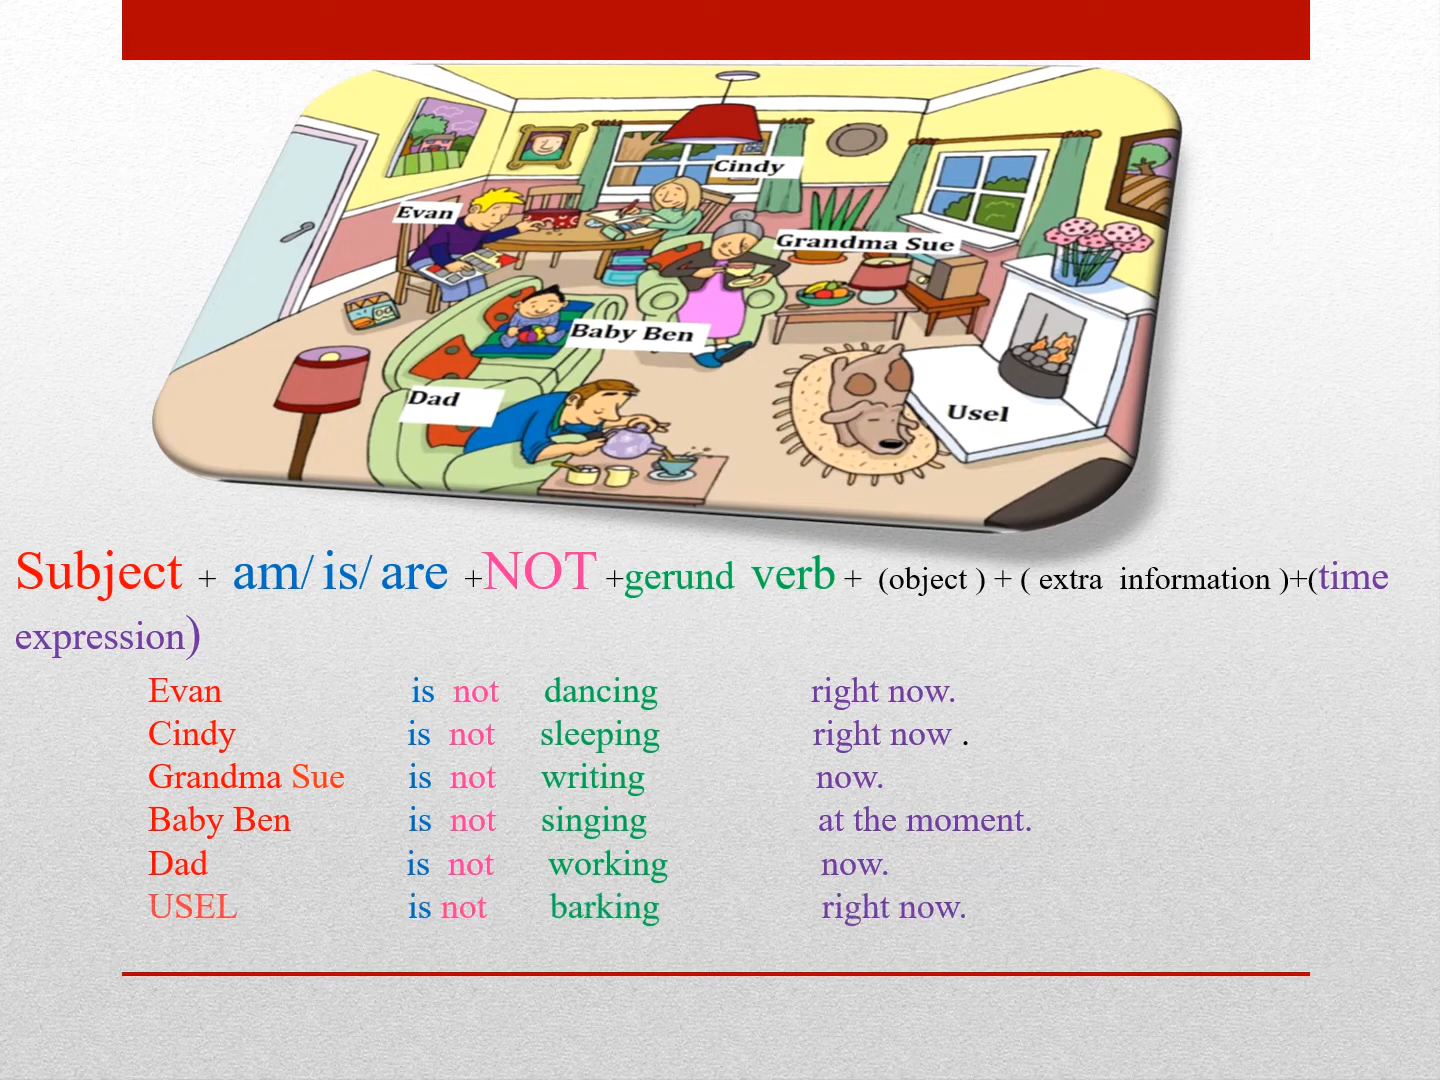 Cindy
Evan
Grandma Sue
Baby Ben
Dad
Usel
Subject + am/ is/ are +NOT +gerund verb + (object ) + ( extra information )+(time
expression)
Evan is not dancing right now.
Cindy is not sleeping right now .
Grandma Sue is not writing now.
Baby Ben is not singing at the moment.
Dad is not working now.
USEL is not barking right now.